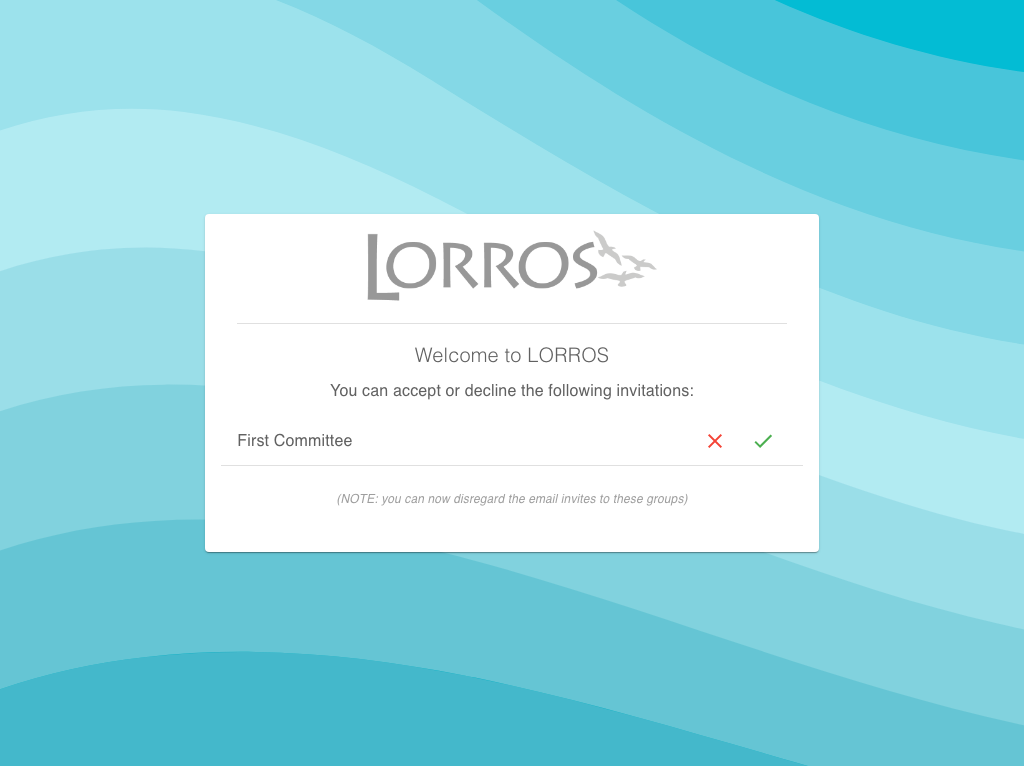 LORROS
Welcome to LORROS
You can accept or decline the following invitations:
First Committee
(NOTE: you can now disregard the email invites to these groups)